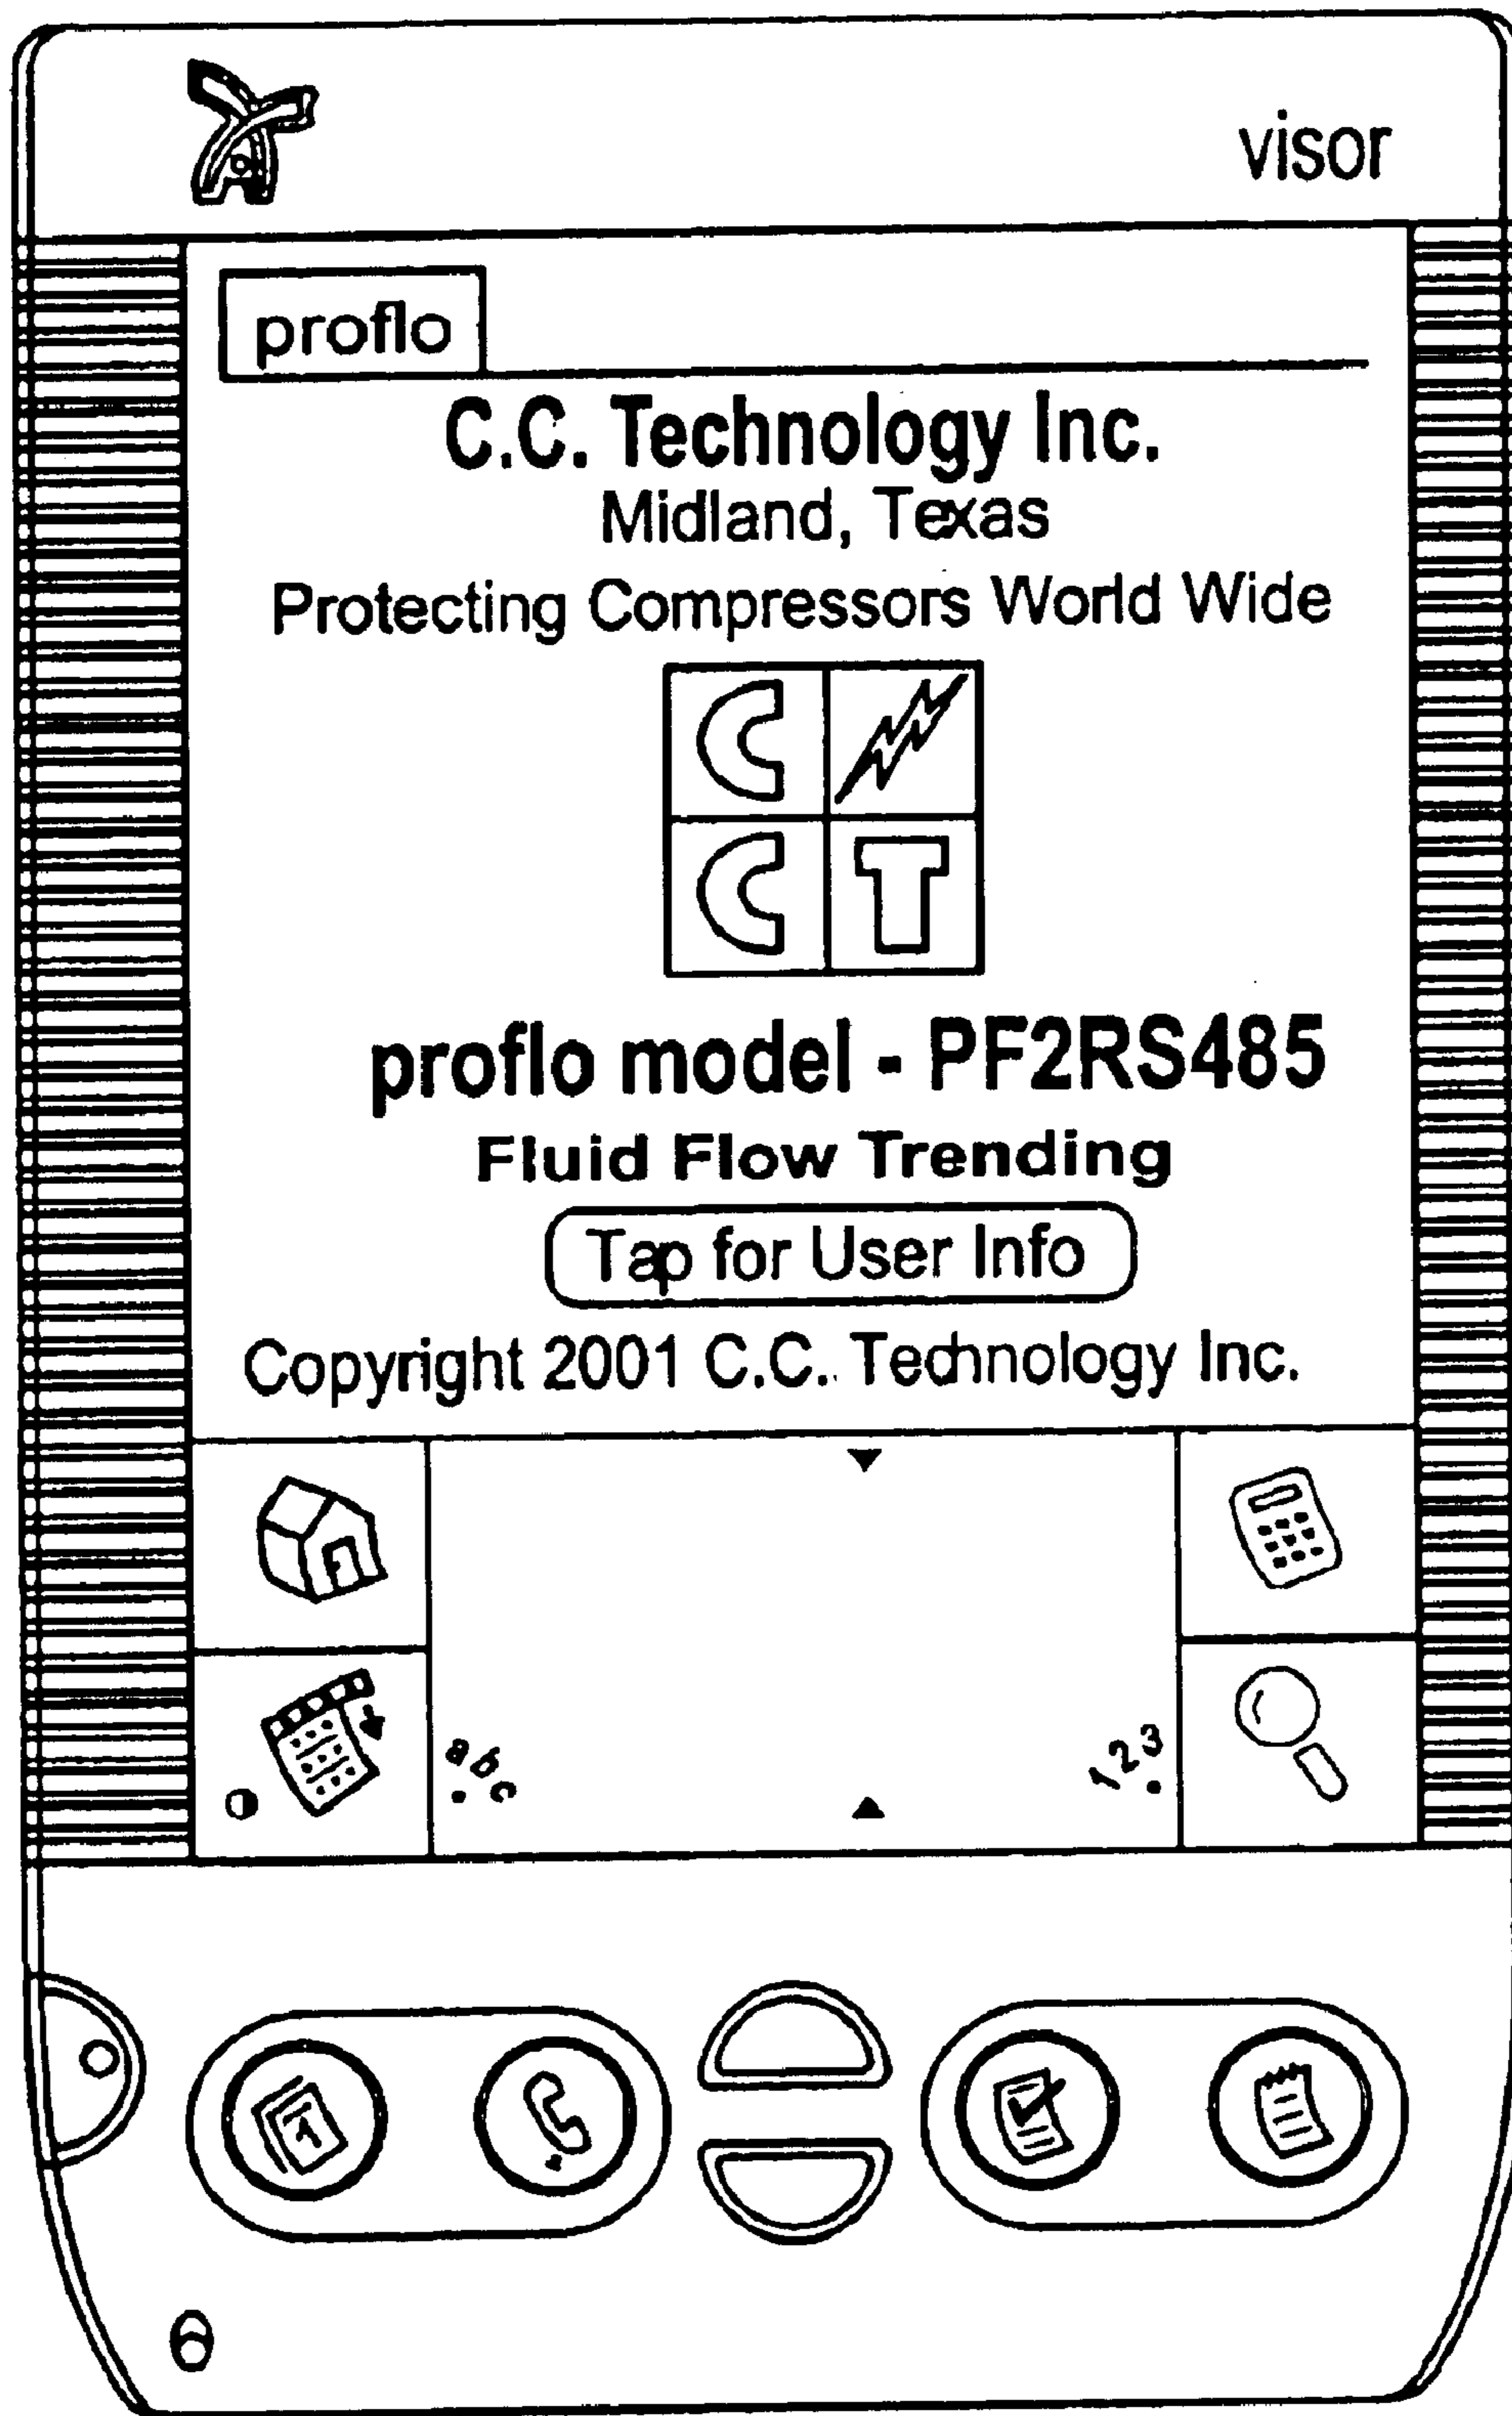 visor
proflo
C.C. Technology Inc.
Midland, Texas
Protecting Compressors World Wide
C
C T
proflo model - PF2RS485
Fluid Flow Trending
Tap for User Info
Copyright 2001 C.C. Technology Inc.
abc 123
1